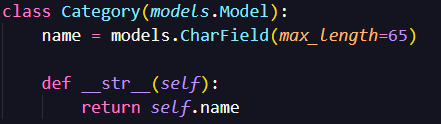 class Category(models.Model):
    name = models.CharField(max_length=65)

    def __str__(self):
        return self.name